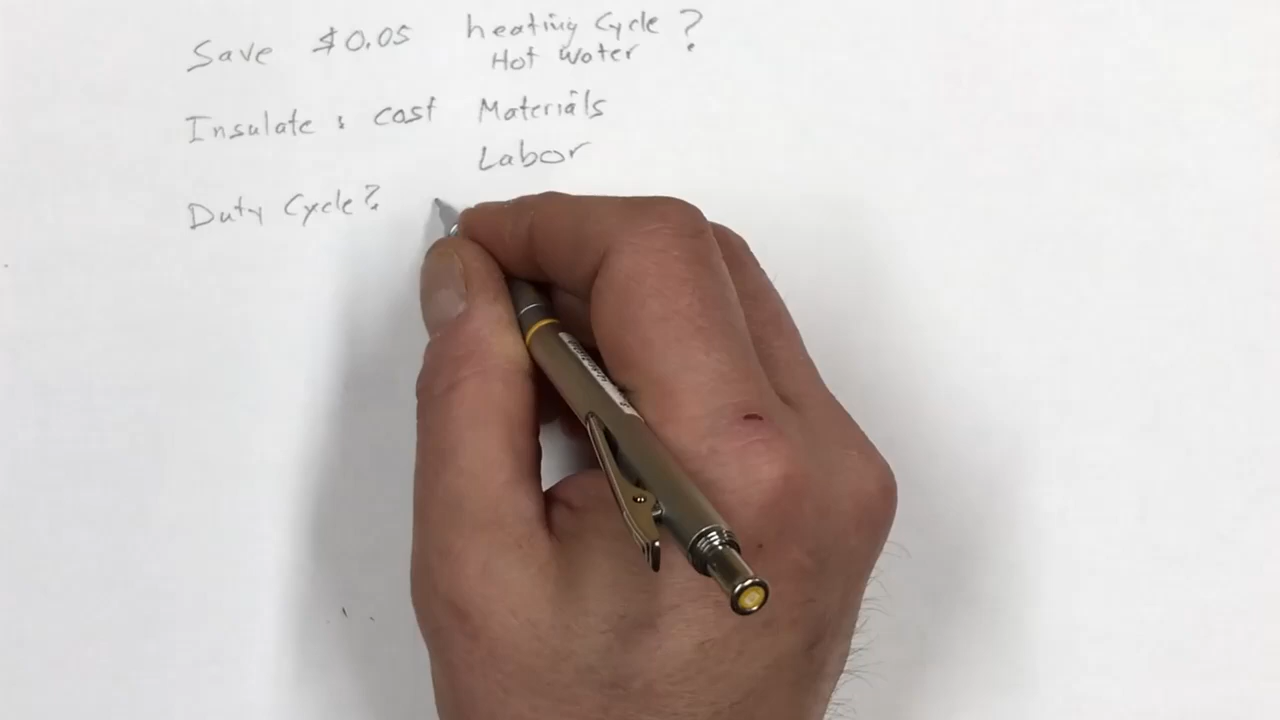 Save $0.05 heating Cycle ?
Hot Water
Insulate : cost Materials
Labor
Duty Cycle?